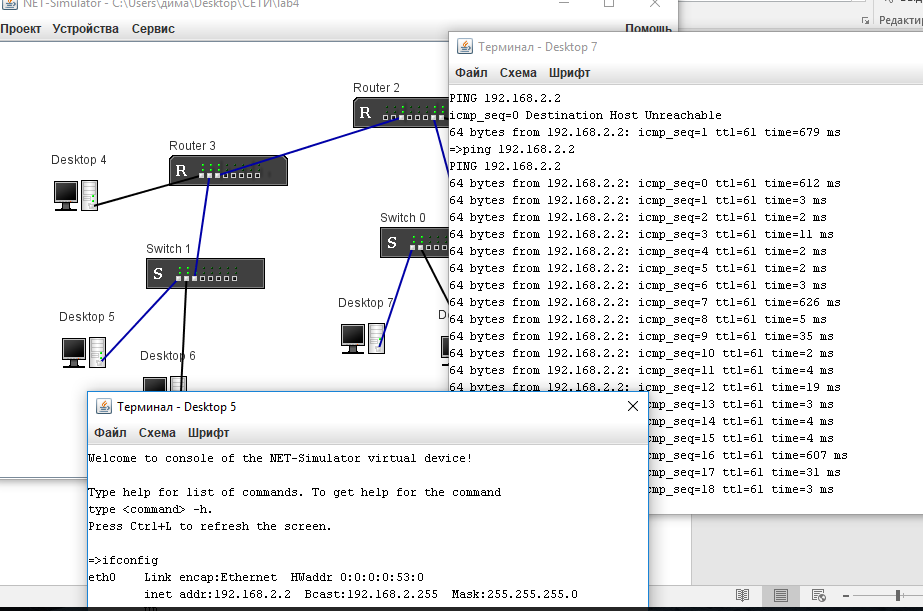 NET-Simulator - C:\Users\дима\Desktop\СЕТИ\lab4
Проект Устройства Сервис Помощь
Router 2
Router 3
R
R
Desktop 4
Switch 0
S
Switch 1
S
Desktop 7
Desktop 5
Desktop 6
D
Терминал - Desktop 7
Файл Схема Шрифт
PING 192.168.2.2
icmp_seq=0 Destination Host Unreachable
64 bytes from 192.168.2.2: icmp_seq=1 ttl=61 time=679 ms
=>ping 192.168.2.2
PING 192.168.2.2
64 bytes from 192.168.2.2: icmp_seq=0 ttl=61 time=612 ms
64 bytes from 192.168.2.2: icmp_seq=1 ttl=61 time=3 ms
64 bytes from 192.168.2.2: icmp_seq=2 ttl=61 time=2 ms
64 bytes from 192.168.2.2: icmp_seq=3 ttl=61 time=11 ms
64 bytes from 192.168.2.2: icmp_seq=4 ttl=61 time=2 ms
64 bytes from 192.168.2.2: icmp_seq=5 ttl=61 time=2 ms
64 bytes from 192.168.2.2: icmp_seq=6 ttl=61 time=3 ms
64 bytes from 192.168.2.2: icmp_seq=7 ttl=61 time=626 ms
64 bytes from 192.168.2.2: icmp_seq=8 ttl=61 time=5 ms
64 bytes from 192.168.2.2: icmp_seq=9 ttl=61 time=35 ms
64 bytes from 192.168.2.2: icmp_seq=10 ttl=61 time=2 ms
64 bytes from 192.168.2.2: icmp_seq=11 ttl=61 time=4 ms
64 bytes from 192.168.2.2: icmp_seq=12 ttl=61 time=19 ms
mp_seq=13 ttl=61 time=3 ms
mp_seq=14 ttl=61 time=4 ms
mp_seq=15 ttl=61 time=4 ms
mp_seq=16 ttl=61 time=607 ms
mp_seq=17 ttl=61 time=31 ms
mp_seq=18 ttl=61 time=3 ms
Терминал - Desktop 5
Файл Схема Шрифт
Welcome to console of the NET-Simulator virtual device!
Type help for list of commands. To get help for the command
type <command> -h.
Press Ctrl+L to refresh the screen.
=>ifconfig
eth0 Link encap:Ethernet HWaddr 0:0:0:0:53:0
inet addr:192.168.2.2 Bcast:192.168.2.255 Mask:255.255.255.0